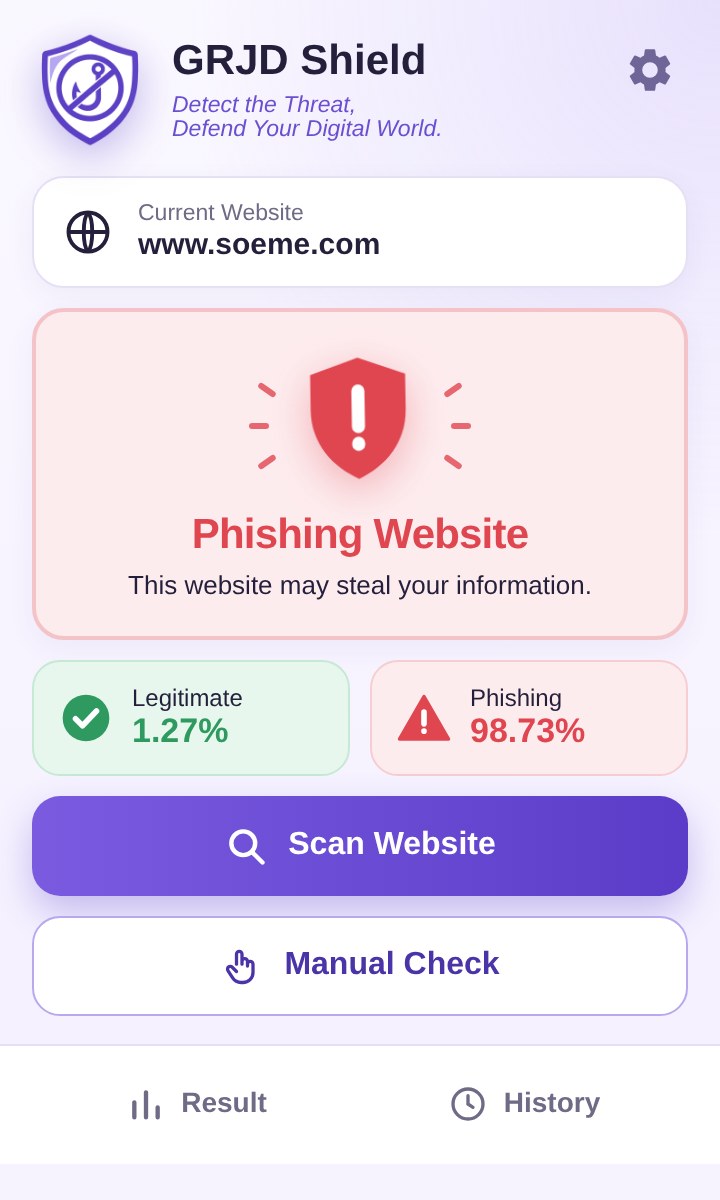 GRJD Shield
Detect the Threat,
Defend Your Digital World.
Current Website
www.soeme.com
Phishing Website
This website may steal your information.
Legitimate
1.27%
Phishing
98.73%
Scan Website
Manual Check
Result
History